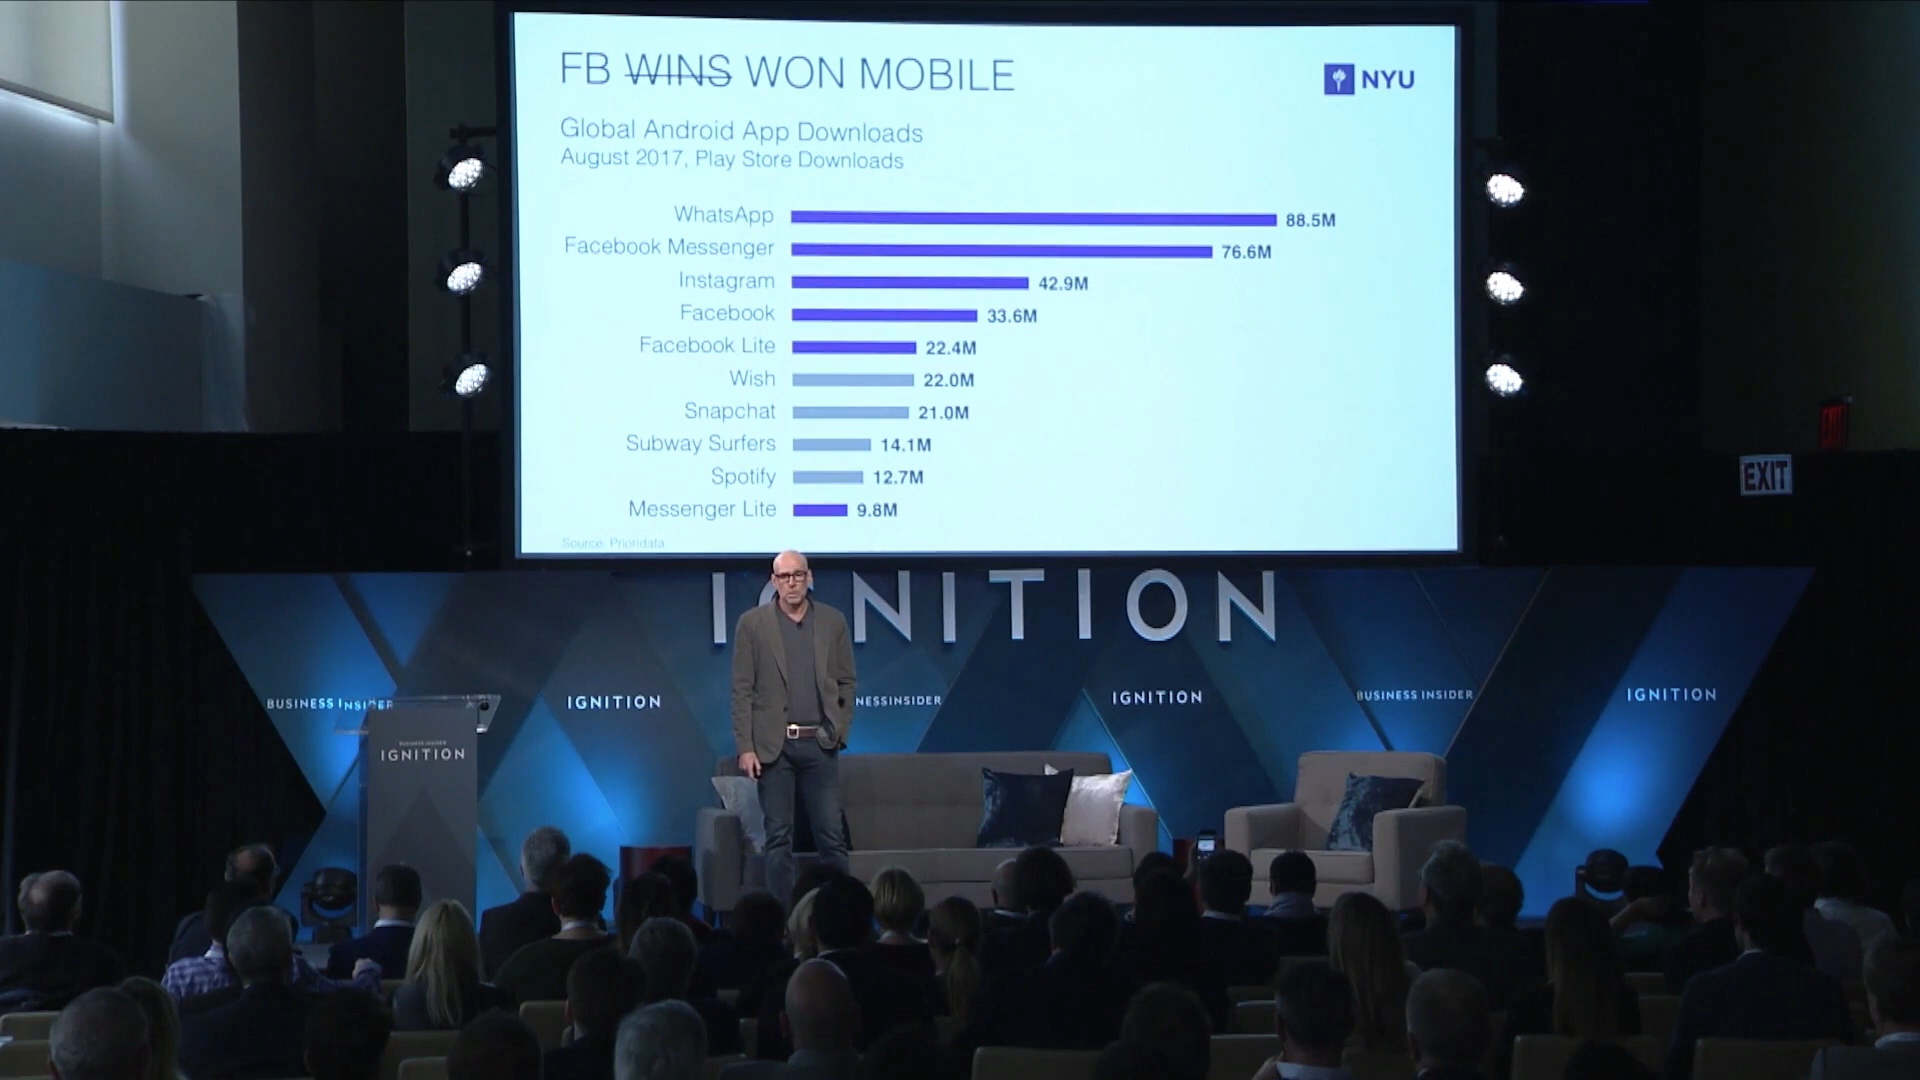 FB WINS WON MOBILE
NYU
Global Android App Downloads
August 2017, Play Store Downloads
WhatsApp 88.5M
Facebook Messenger 76.6M
Instagram 42.9M
Facebook 33.6M
Facebook Lite 22.4M
Wish 22.0M
Snapchat 21.0M
Subway Surfers 14.1M
Spotify 12.7M
Messenger Lite 9.8M
Source: Prioridata
EXIT
EXIT
I NITION
BUSINESS INSIDER
IGNITION
NESSINSIDER
IGNITION
BUSINESS INSIDER
IGNITION
BUSINESS INSIDER
IGNITION